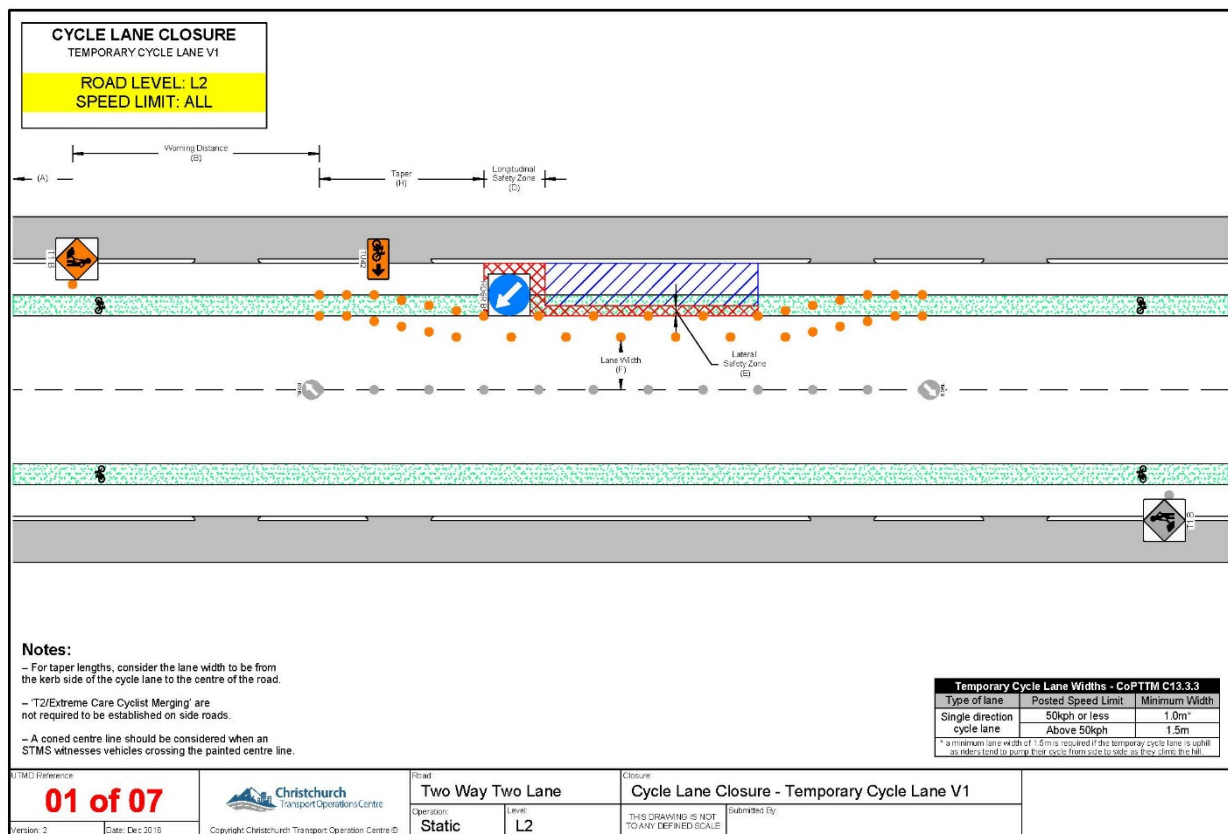 CYCLE LANE CLOSURE
TEMPORARY CYCLE LANE V1
ROAD LEVEL: L2
SPEED LIMIT: ALL
Warning Distance
(B)
(A)
Taper
(H)
Longitudinal
Safety Zone
(D)
T1 B
TU42
Lane Width
(F)
Lateral
Safety Zone
(E)
T1 B
Notes:
– For taper lengths, consider the lane width to be from
the kerb side of the cycle lane to the centre of the road.
– 'T2/Extreme Care Cyclist Merging' are
not required to be established on side roads.
– A coned centre line should be considered when an
STMS witnesses vehicles crossing the painted centre line.
Temporary Cycle Lane Widths - CoPTTM C13.3.3
Type of lane Posted Speed Limit Minimum Width
Single direction cycle lane
50kph or less 1.0m*
Above 50kph 1.5m
* a minimum lane width of 1.5m is required if the temporay cycle lane is uphill
as riders tend to pump their cycle from side to side as they climb the hill.
UTMD Reference
01 of 07
Version: 2 Date: Dec 2016
Christchurch
Transport Operations Centre
Copyright Christchurch Transport Operation Centre ©
Road
Two Way Two Lane
Operation:
Static
Level:
L2
Closure:
Cycle Lane Closure - Temporary Cycle Lane V1
THIS DRAWING IS NOT
TO ANY DEFINED SCALE
Submitted By: